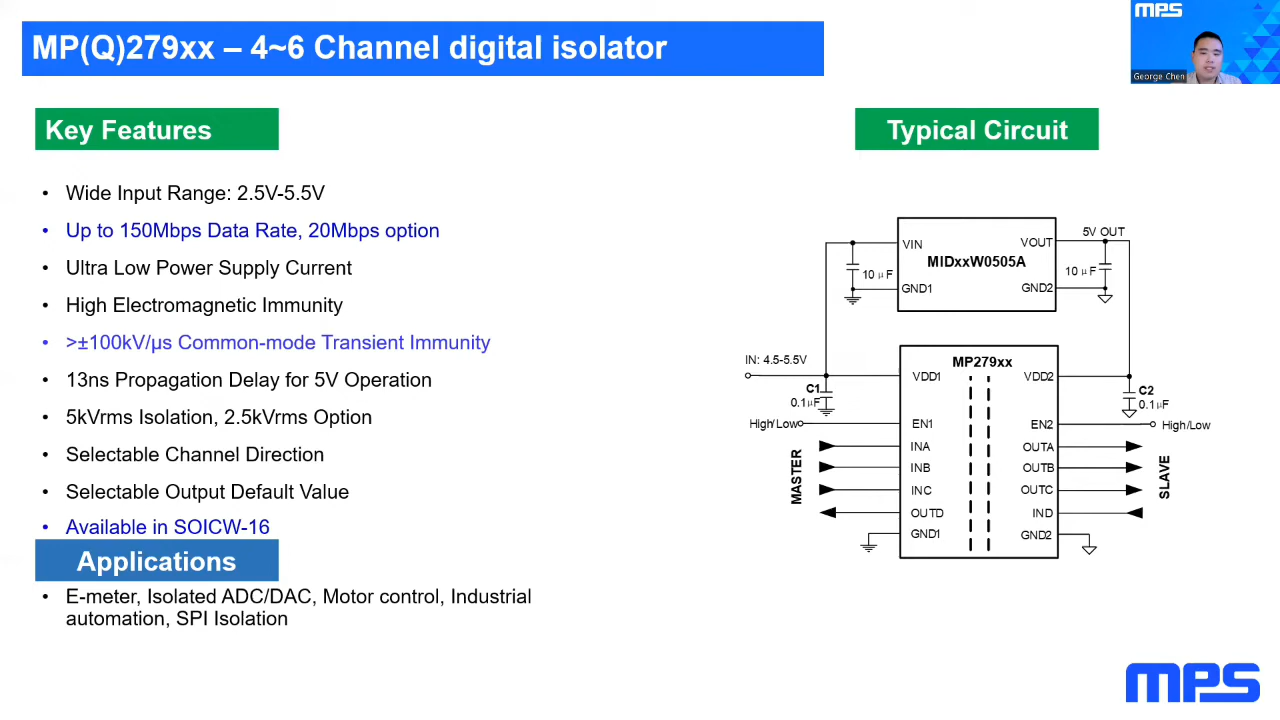 MP(Q)279xx – 4~6 Channel digital isolator
MPS
George Chen
Key Features
• Wide Input Range: 2.5V-5.5V
• Up to 150Mbps Data Rate, 20Mbps option
• Ultra Low Power Supply Current
• High Electromagnetic Immunity
• >±100kV/µs Common-mode Transient Immunity
• 13ns Propagation Delay for 5V Operation
• 5kVrms Isolation, 2.5kVrms Option
• Selectable Channel Direction
• Selectable Output Default Value
• Available in SOICW-16
Applications
• E-meter, Isolated ADC/DAC, Motor control, Industrial
automation, SPI Isolation
Typical Circuit
VIN
VOUT
5V OUT
MIDxxW0505A
10 µF
10 µF
GND1
GND2
IN: 4.5-5.5V
MP279xx
VDD1
VDD2
C1
0.1µF
C2
0.1µF
High/Low
EN1
EN2
High/Low
INA
OUTA
INB
OUTB
INC
OUTC
OUTD
IND
GND1
GND2
MASTER
SLAVE
MPS